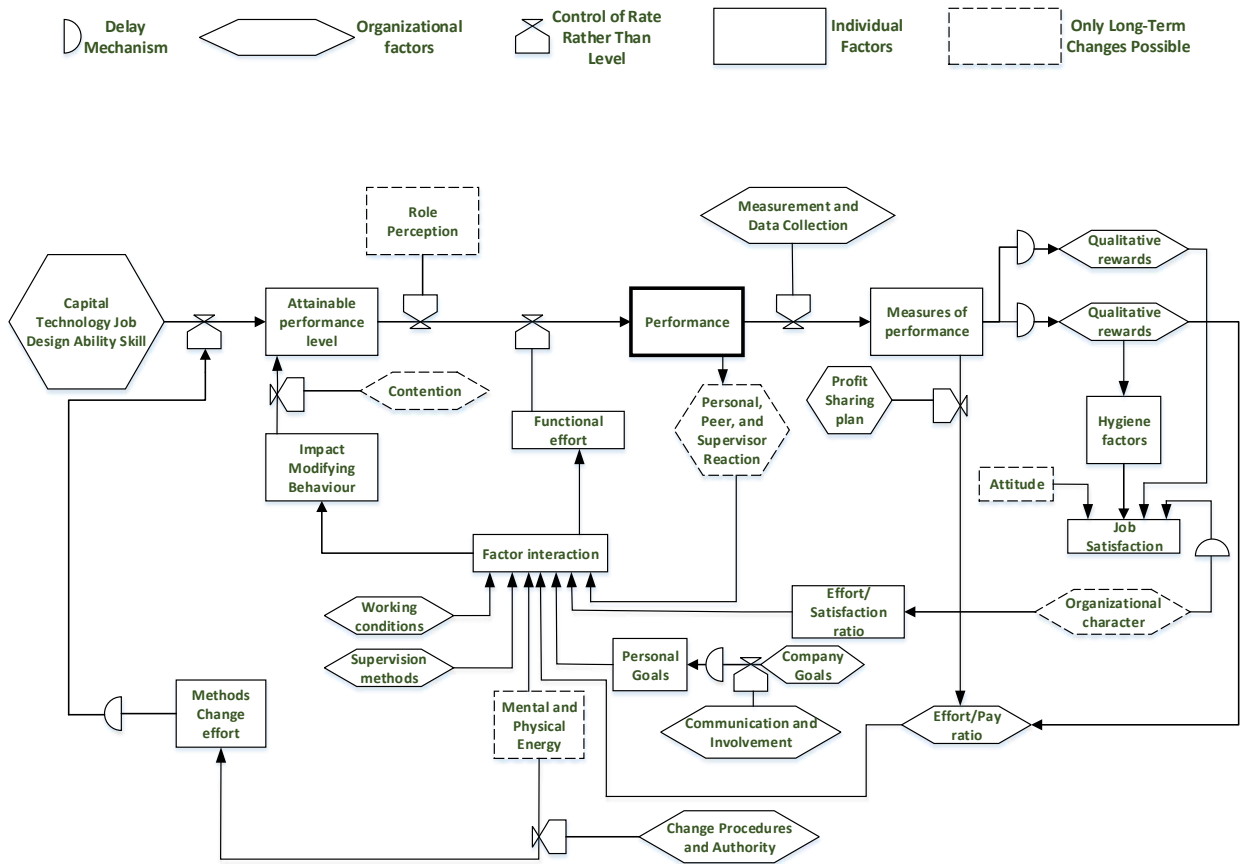 Delay
Mechanism
Organizational
factors
Control of Rate
Rather Than
Level
Individual
Factors
Only Long-Term
Changes Possible
Role
Perception
Measurement and
Data Collection
Qualitative
rewards
Capital
Technology Job
Design Ability Skill
Attainable
performance
level
Performance
Measures of
performance
Qualitative
rewards
Contention
Personal,
Peer, and
Supervisor
Reaction
Profit
Sharing
plan
Hygiene
factors
Functional
effort
Impact
Modifying
Behaviour
Attitude
Job
Satisfaction
Factor interaction
Working
conditions
Effort/
Satisfaction
ratio
Organizational
character
Supervision
methods
Personal
Goals
Company
Goals
Methods
Change
effort
Mental and
Physical
Energy
Communication and
Involvement
Effort/Pay
ratio
Change Procedures
and Authority